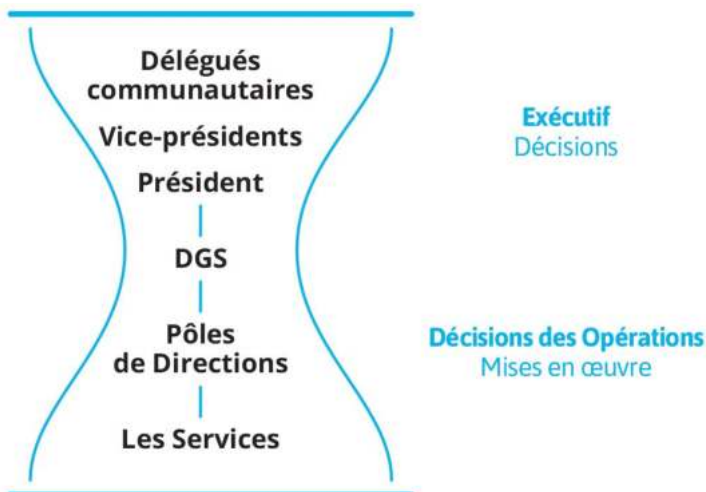 Délégués
communautaires
Vice-présidents
Président
DGS
Pôles
de Directions
Les Services
Exécutif
Décisions
Décisions des Opérations
Mises en œuvre